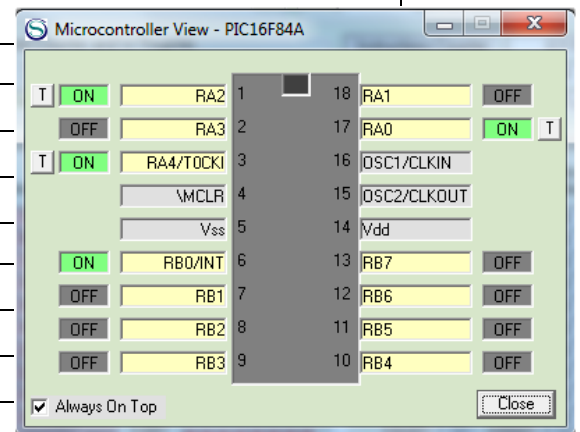 Microcontroller View - PIC16F84A
T ON RA2 1 18 RA1 OFF
OFF RA3 2 17 RA0 ON T
T ON RA4/T0CKI 3 16 OSC1/CLKIN
\MCLR 4 15 OSC2/CLKOUT
Vss 5 14 Vdd
ON RB0/INT 6 13 RB7 OFF
OFF RB1 7 12 RB6 OFF
OFF RB2 8 11 RB5 OFF
OFF RB3 9 10 RB4 OFF
Always On Top Close